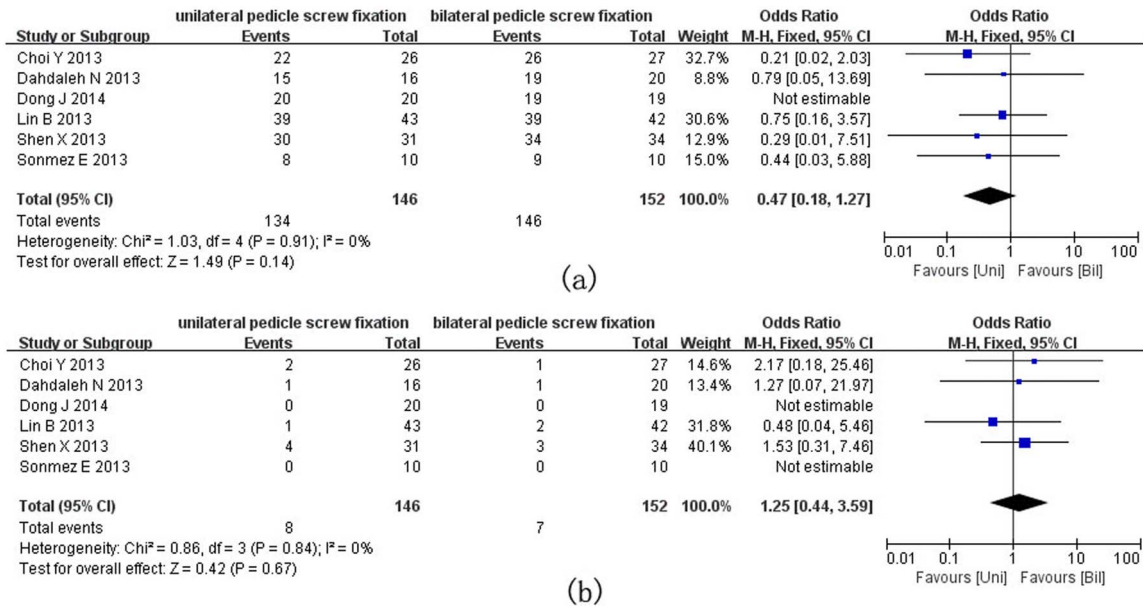 unilateral pedicle screw fixation bilateral pedicle screw fixation Odds Ratio Odds Ratio
Study or Subgroup Events Total Events Total Weight M-H, Fixed, 95% CI M-H, Fixed, 95% CI
Choi Y 2013 22 26 26 27 32.7% 0.21 [0.02, 2.03]
Dahdaleh N 2013 15 16 19 20 8.8% 0.79 [0.05, 13.69]
Dong J 2014 20 20 19 19 Not estimable
Lin B 2013 39 43 39 42 30.6% 0.75 [0.16, 3.57]
Shen X 2013 30 31 34 34 12.9% 0.29 [0.01, 7.51]
Sonmez E 2013 8 10 9 10 15.0% 0.44 [0.03, 5.88]
Total (95% CI) 146 152 100.0% 0.47 [0.18, 1.27]
Total events 134 146
Heterogeneity: Chi² = 1.03, df = 4 (P = 0.91); I² = 0%
Test for overall effect: Z = 1.49 (P = 0.14)
0.01 0.1 1 10 100
Favours [Uni] Favours [Bil]
(a)
unilateral pedicle screw fixation bilateral pedicle screw fixation Odds Ratio Odds Ratio
Study or Subgroup Events Total Events Total Weight M-H, Fixed, 95% CI M-H, Fixed, 95% CI
Choi Y 2013 2 26 1 27 14.6% 2.17 [0.18, 25.46]
Dahdaleh N 2013 1 16 1 20 13.4% 1.27 [0.07, 21.97]
Dong J 2014 0 20 0 19 Not estimable
Lin B 2013 1 43 2 42 31.8% 0.48 [0.04, 5.46]
Shen X 2013 4 31 3 34 40.1% 1.53 [0.31, 7.46]
Sonmez E 2013 0 10 0 10 Not estimable
Total (95% CI) 146 152 100.0% 1.25 [0.44, 3.59]
Total events 8 7
Heterogeneity: Chi² = 0.86, df = 3 (P = 0.84); I² = 0%
Test for overall effect: Z = 0.42 (P = 0.67)
0.01 0.1 1 10 100
Favours [Uni] Favours [Bil]
(b)